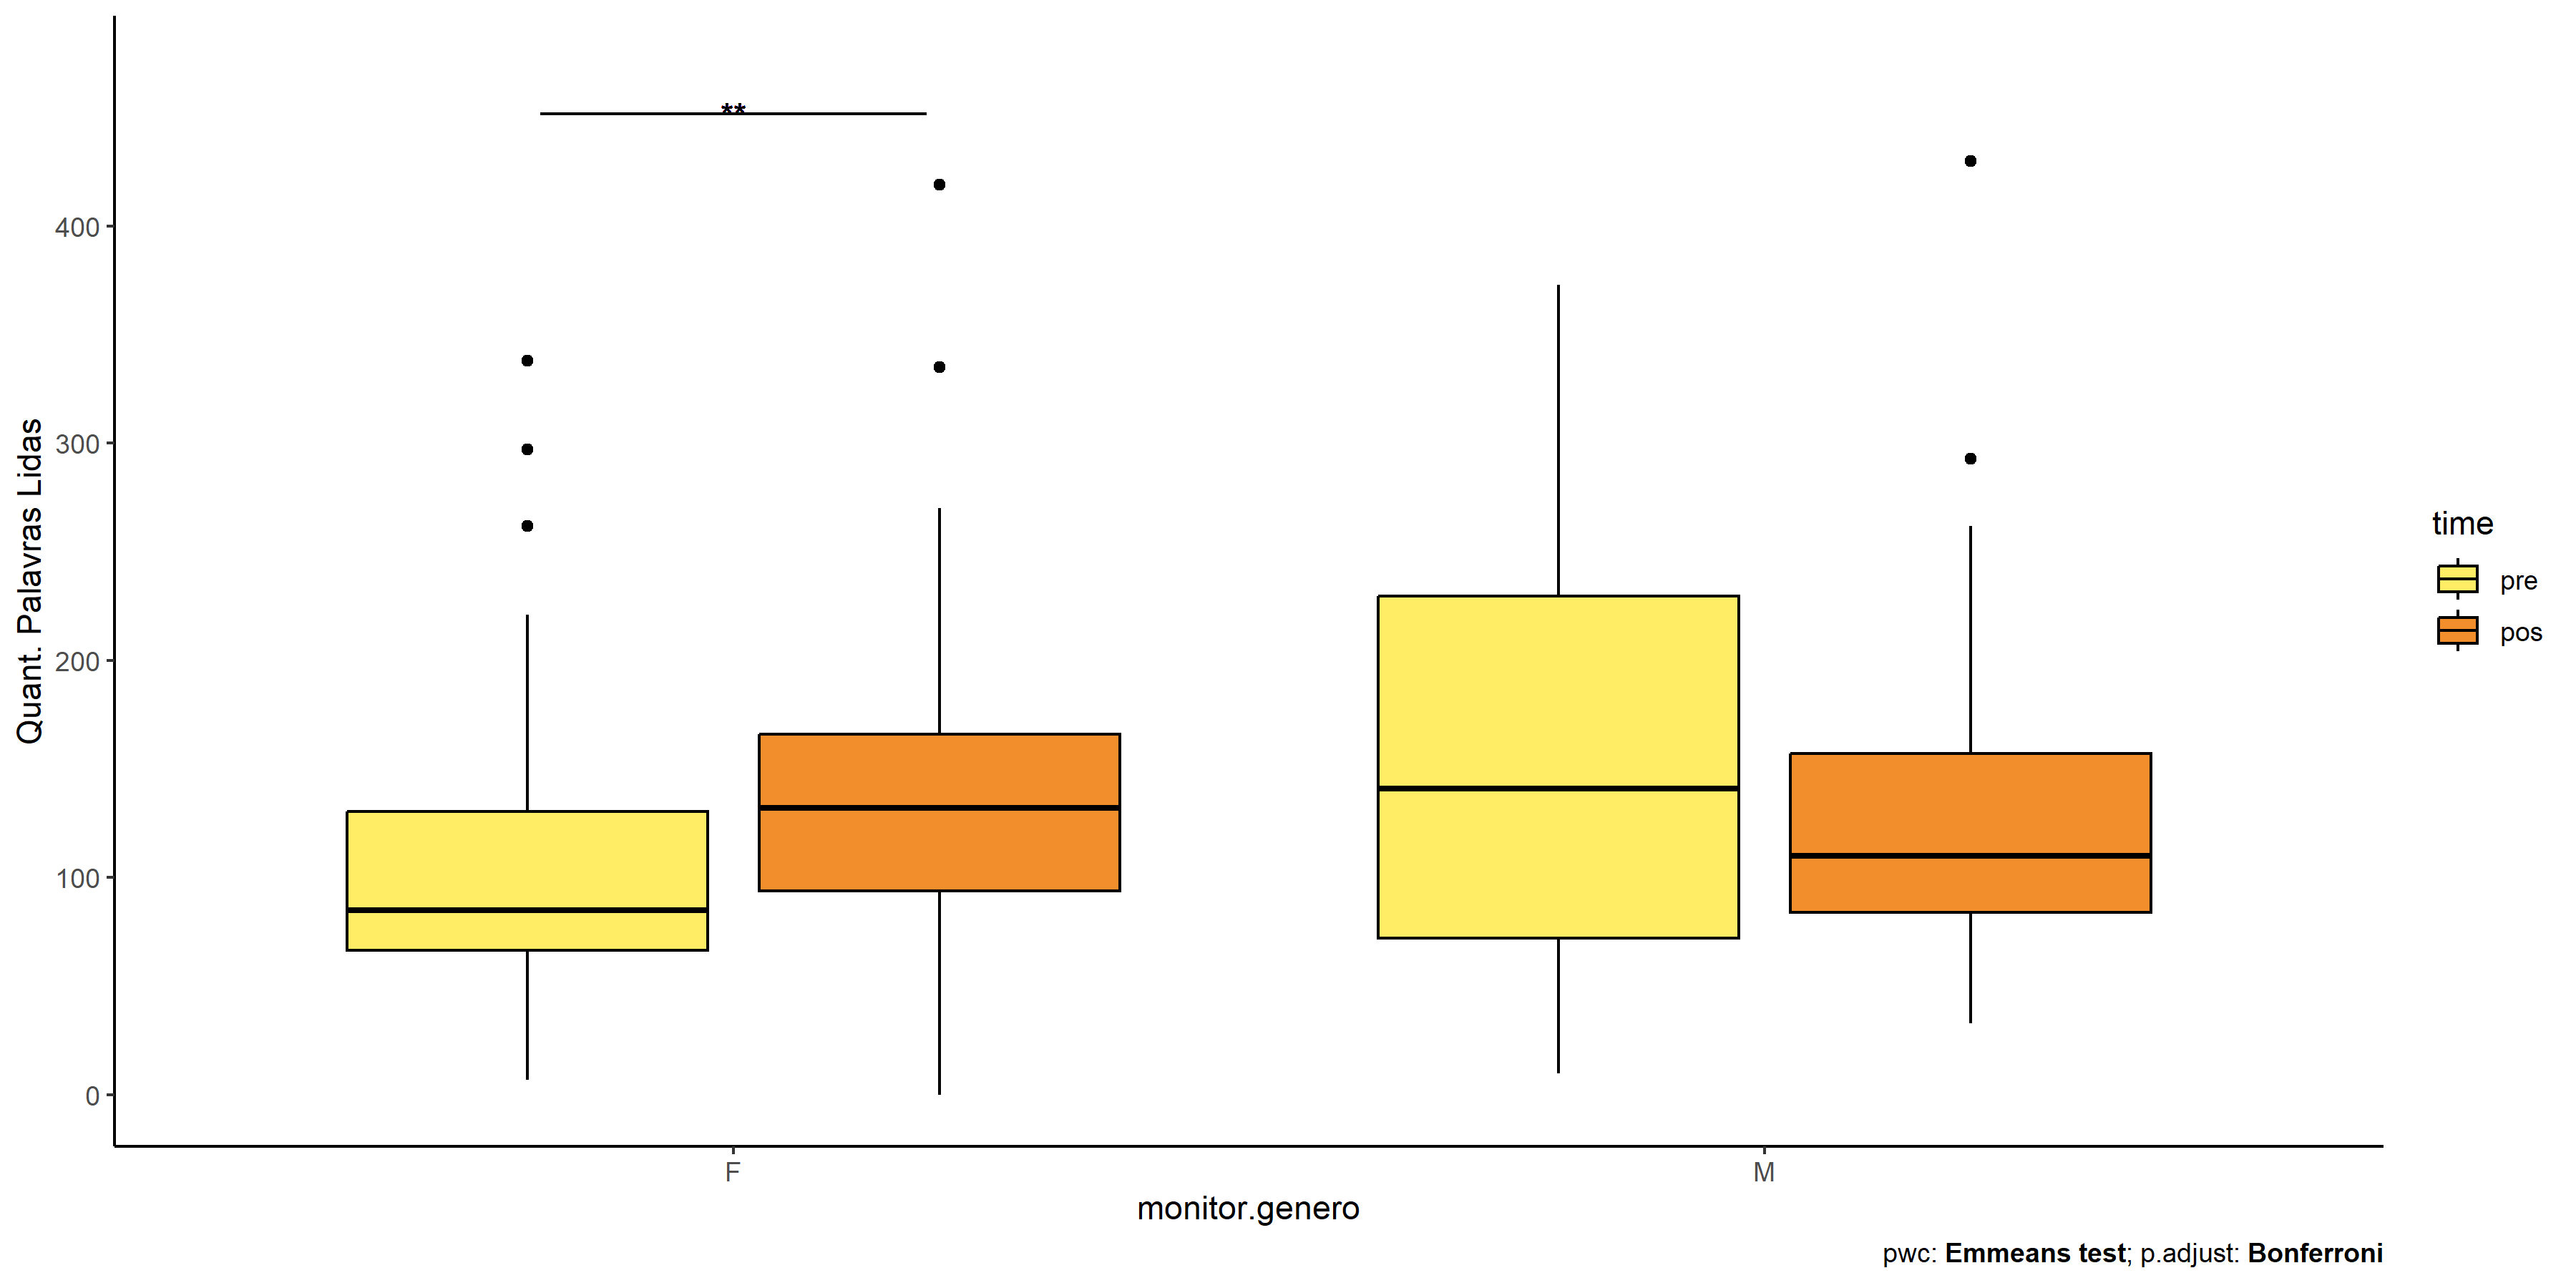 **
Quant. Palavras Lidas
400
300
200
100
0
F
M
monitor.genero
time
pre
pos
pwc: Emmeans test; p.adjust: Bonferroni